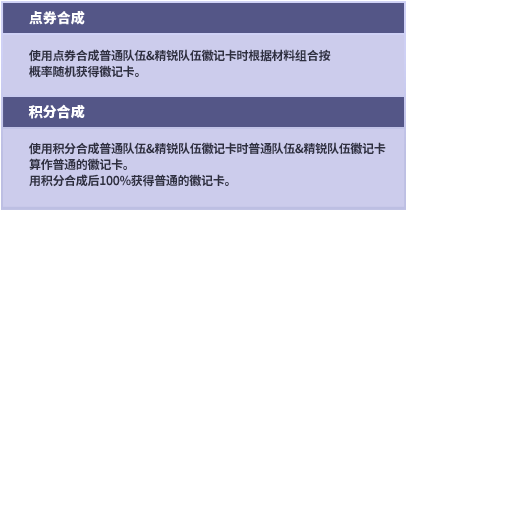 点券合成
使用点券合成普通队伍&精锐队伍徽记卡时根据材料组合按
概率随机获得徽记卡。
积分合成
使用积分合成普通队伍&精锐队伍徽记卡时普通队伍&精锐队伍徽记卡
算作普通的徽记卡。
用积分合成后100%获得普通的徽记卡。